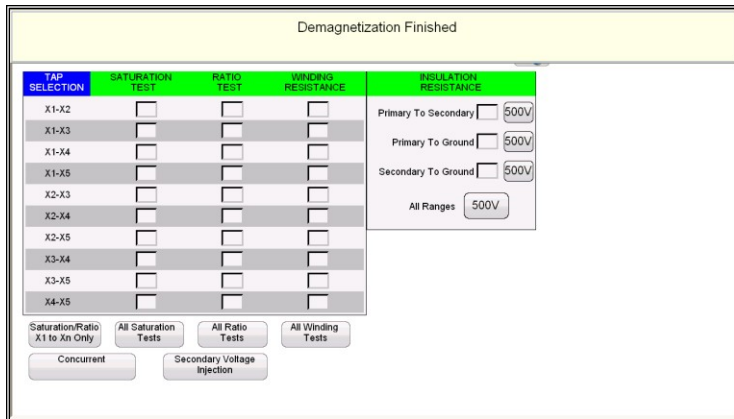 Demagnetization Finished
TAP SELECTION
SATURATION TEST
RATIO TEST
WINDING RESISTANCE
INSULATION RESISTANCE
X1-X2
X1-X3
X1-X4
X1-X5
X2-X3
X2-X4
X2-X5
X3-X4
X3-X5
X4-X5
Primary To Secondary 500V
Primary To Ground 500V
Secondary To Ground 500V
All Ranges 500V
Saturation/Ratio
X1 to Xn Only
All Saturation
Tests
All Ratio
Tests
All Winding
Tests
Concurrent
Secondary Voltage
Injection